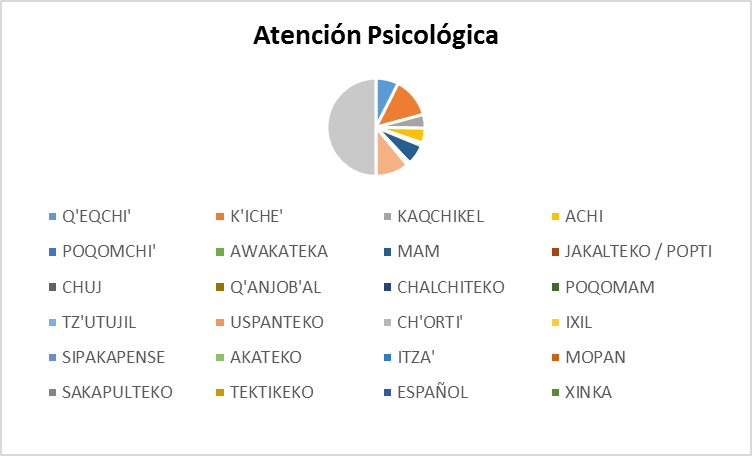 Atención Psicológica
Q'EQCHI' K'ICHE' KAQCHIKEL ACHI
POQOMCHI' AWAKATEKA MAM JAKALTEKO / POPTI
CHUJ Q'ANJOB'AL CHALCHITEKO POQOMAM
TZ'UTUJIL USPANTEKO CH'ORTI' IXIL
SIPAKAPENSE AKATEKO ITZA' MOPAN
SAKAPULTEKO TEKTIKEKO ESPAÑOL XINKA